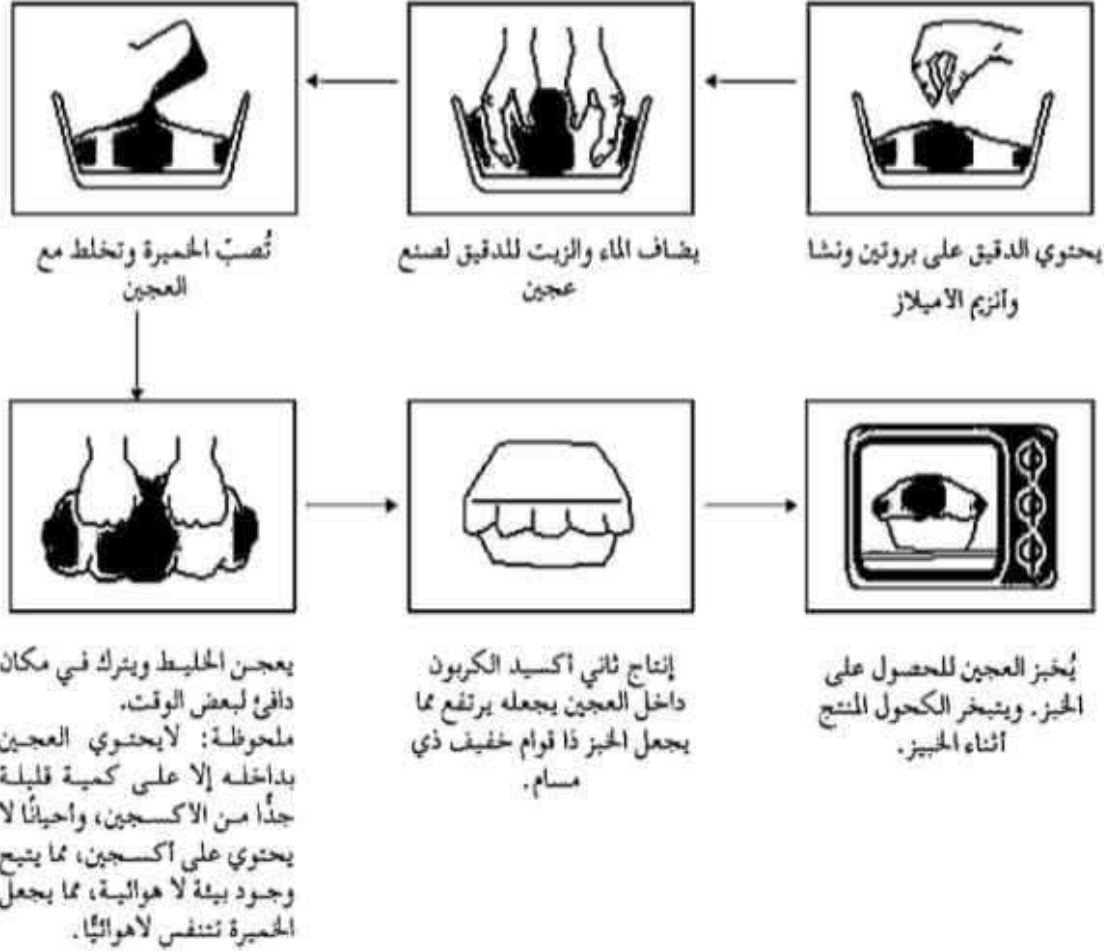 يحتوي الدقيق على بروتين ونشا
وأنزيم الأميلاز
يضاف الماء والزيت للدقيق لصنع
عجين
تُصبّ الخميرة وتخلط مع
العجين
يعجن الخليط ويترك في مكان
دافئ لبعض الوقت.
ملحوظة: لايحتوي العجين
بداخله إلا على كمية قليلة
جدًّا من الاكسجين، وأحيانًا لا
يحتوي على أكسجين، مما يتيح
وجود بيئة لا هوائية، مما يجعل
الخميرة تتنفس لاهوائيًّا.
إنتاج ثاني أكسيد الكربون
داخل العجين يجعله يرتفع مما
يجعل الخبز ذا قوام خفيف ذي
مسام.
يُخبز العجين للحصول على
الخبز. ويتبخر الكحول المنتج
أثناء الخبيز.